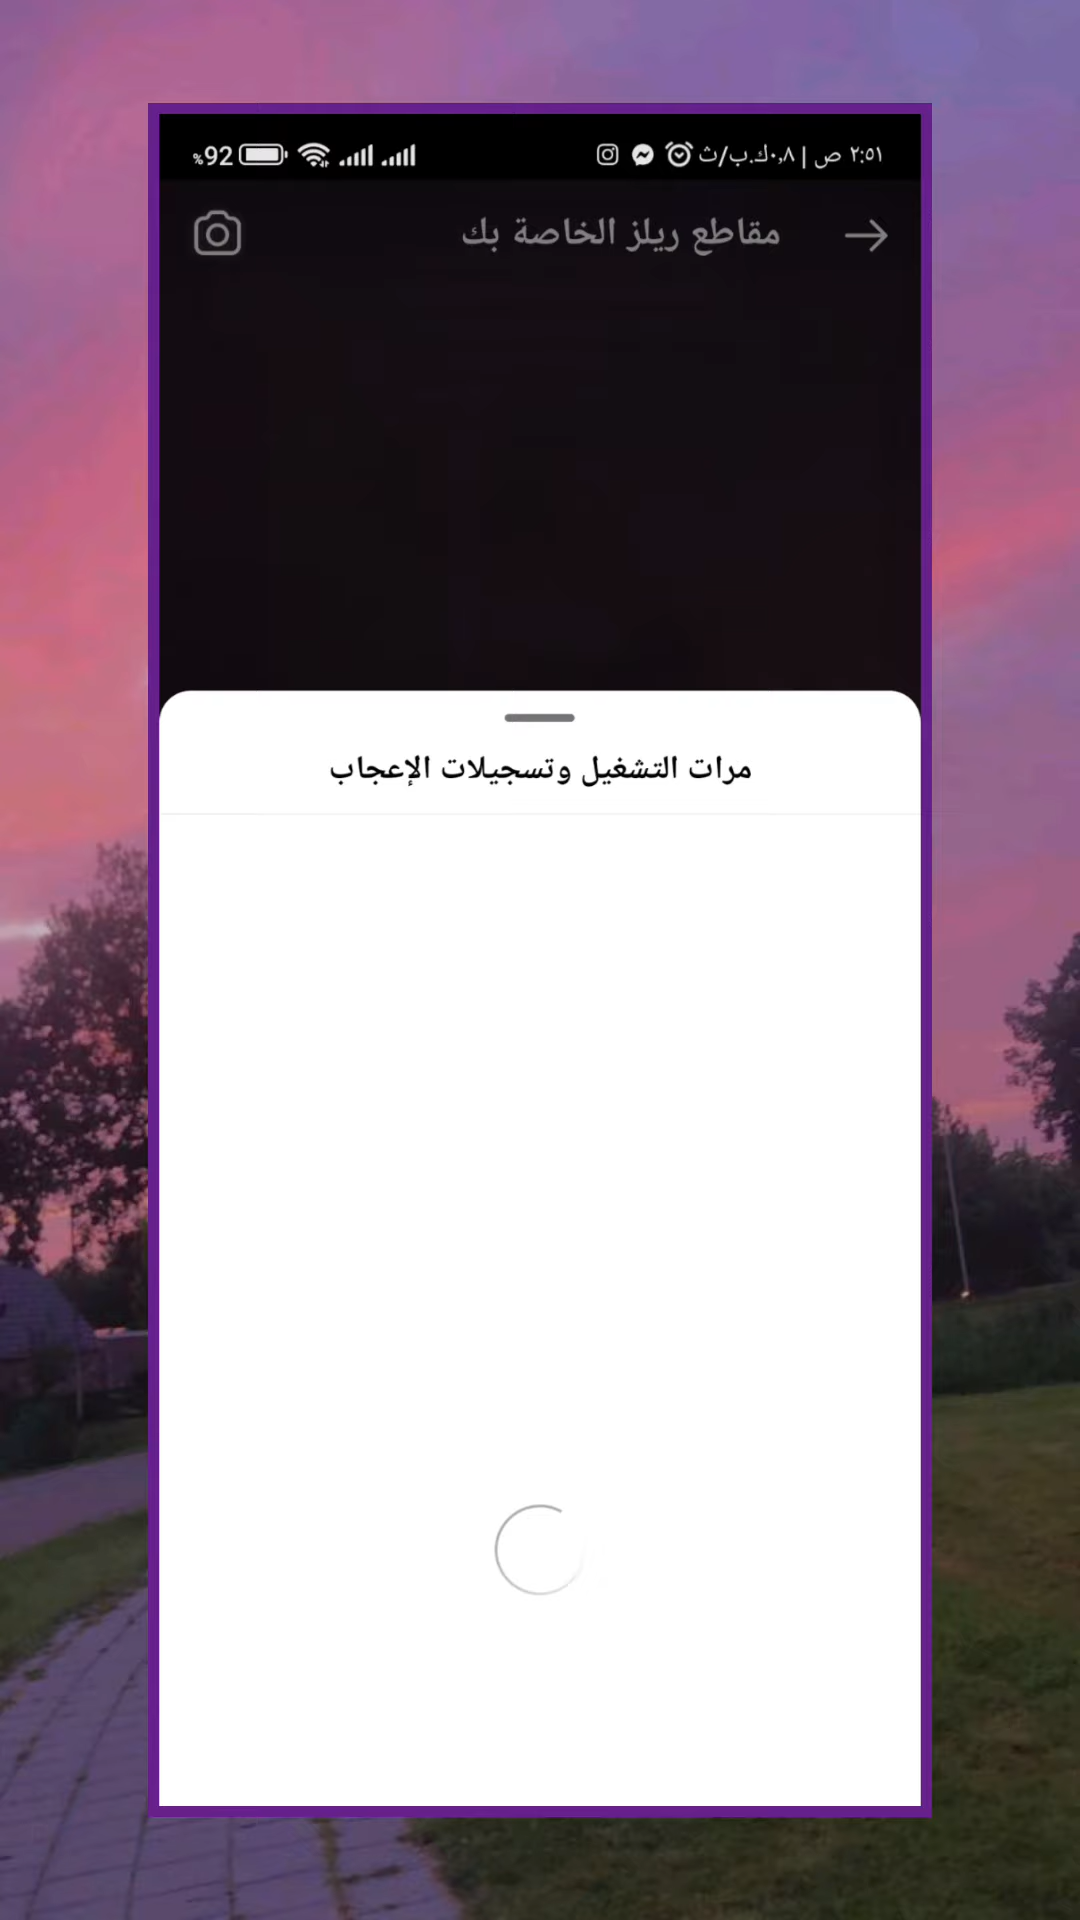 ٢:٥١ ص | ٠٫٨ك.ب/ث %92
مقاطع ريلز الخاصة بك
مرات التشغيل وتسجيلات الإعجاب